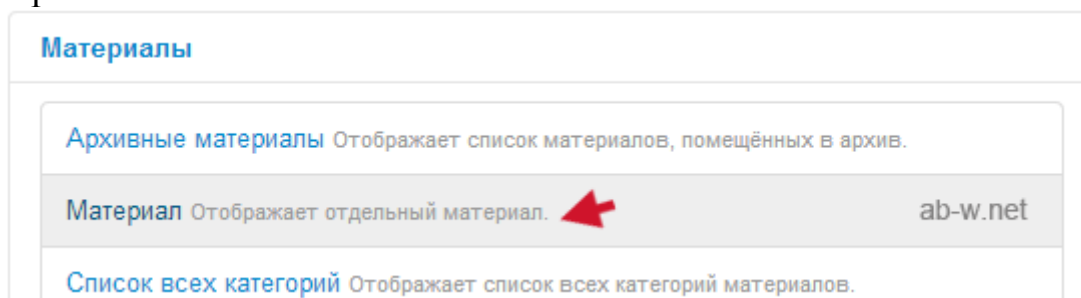 Материалы
Архивные материалы Отображает список материалов, помещённых в архив.
Материал Отображает отдельный материал. ab-w.net
Список всех категорий Отображает список всех категорий материалов.